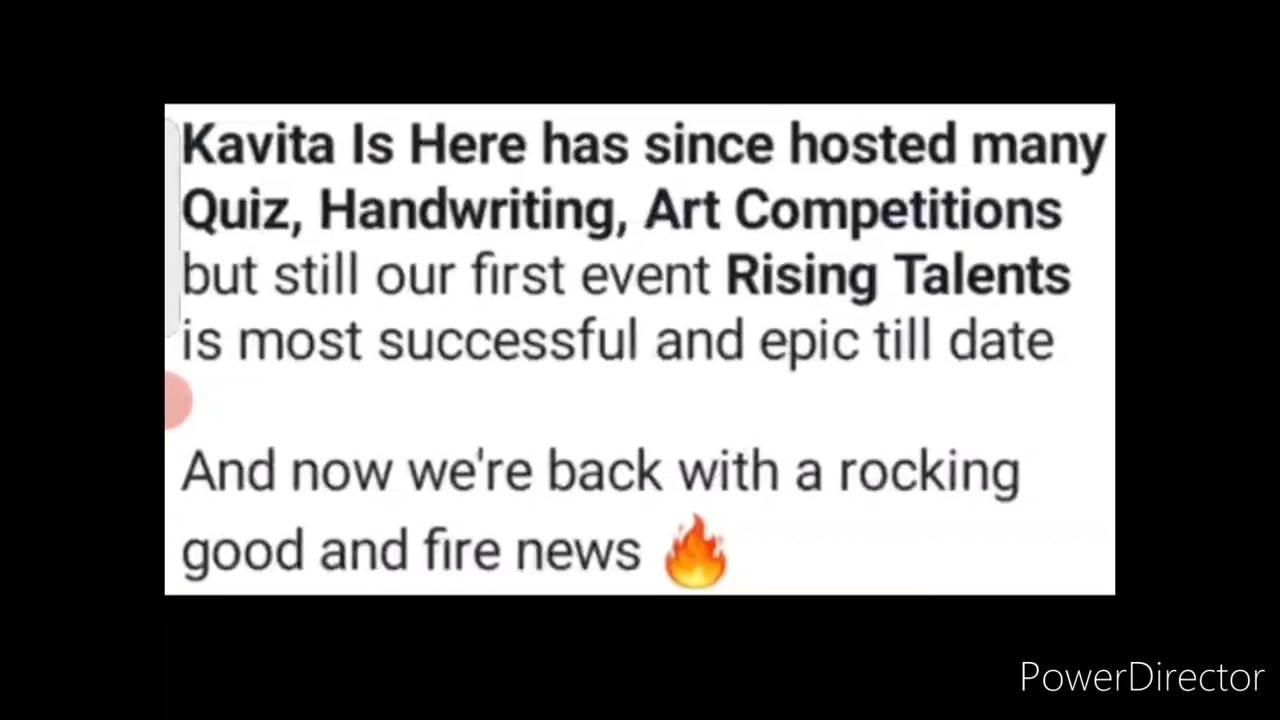 Kavita Is Here has since hosted many
Quiz, Handwriting, Art Competitions
but still our first event Rising Talents
is most successful and epic till date
And now we're back with a rocking
good and fire news 🔥
PowerDirector